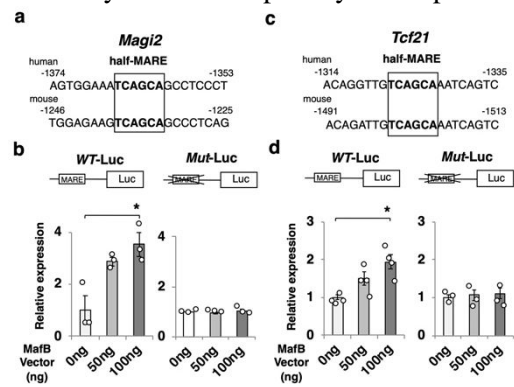 a
Magi2
half-MARE
human
-1374
-1353
AGTGGAAATCAGCAGCCTCCCT
mouse
-1246
-1225
TGGAGAAGTCAGCAGCCCTCAG
b
WT-Luc
Mut-Luc
MARE
Luc
MARE
Luc
Relative expression
4
2
0
*
4
2
0
MafB
Vector
(ng)
0ng
50ng
100ng
0ng
50ng
100ng
c
Tcf21
half-MARE
human
-1314
-1335
ACAGGTTGTCAGCAAATCAGTC
mouse
-1491
-1513
ACAGATTGTCAGCAAATCAGTC
d
WT-Luc
Mut-Luc
MARE
Luc
MARE
Luc
Relative expression
3
2
1
0
*
3
2
1
0
MafB
Vector
(ng)
0ng
50ng
100ng
0ng
50ng
100ng